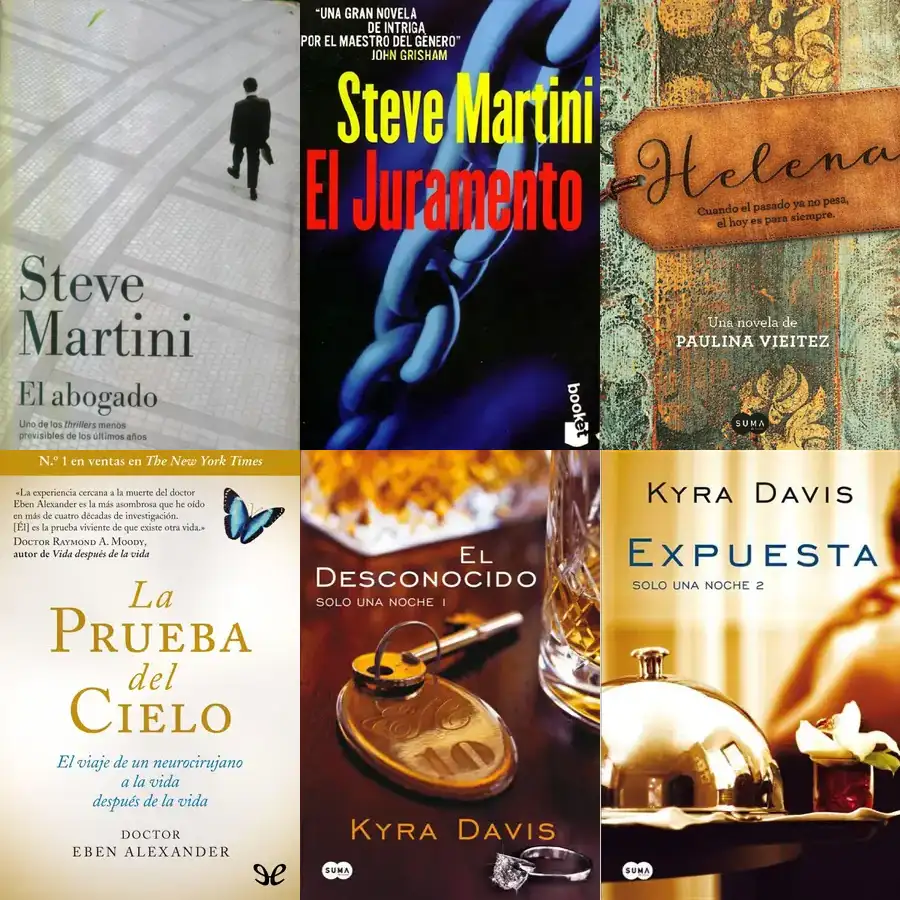 Steve
Martini
El abogado
Uno de los thrillers menos
previsibles de los últimos años
"UNA GRAN NOVELA
DE INTRIGA
POR EL MAESTRO DEL GÉNERO"
JOHN GRISHAM
Steve Martini
El Juramento
booket
Helena
Cuando el pasado ya no pesa,
el hoy es para siempre.
Una novela de
PAULINA VIEITEZ
SUMA
N.º 1 en ventas en The New York Times
«La experiencia cercana a la muerte del doctor
Eben Alexander es la más asombrosa que he oído
en más de cuatro décadas de investigación.
[Él] es la prueba viviente de que existe otra vida.»
DOCTOR RAYMOND A. MOODY,
autor de Vida después de la vida
La
PRUEBA
del
CIELO
El viaje de un neurocirujano
a la vida
después de la vida
DOCTOR
EBEN ALEXANDER
EL
DESCONOCIDO
SOLO UNA NOCHE 1
10
KYRA DAVIS
SUMA
KYRA DAVIS
EXPUESTA
SOLO UNA NOCHE 2
SUMA